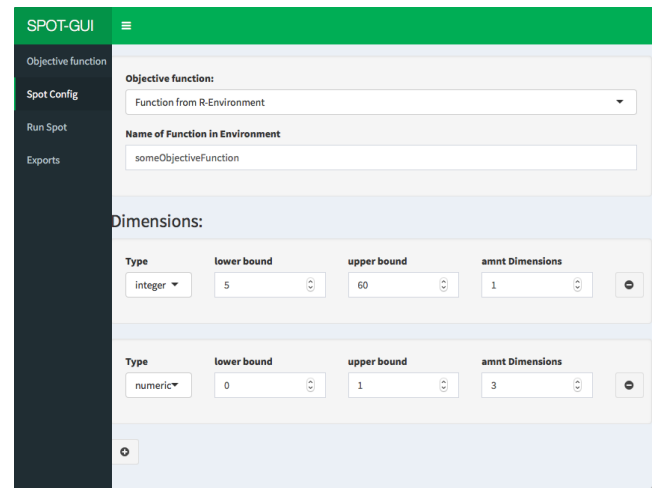 SPOT-GUI
Objective function
Spot Config
Run Spot
Exports
Objective function:
Function from R-Environment
Name of Function in Environment
someObjectiveFunction
Dimensions:
Type lower bound upper bound amnt Dimensions
integer 5 60 1
Type lower bound upper bound amnt Dimensions
numeric 0 1 3